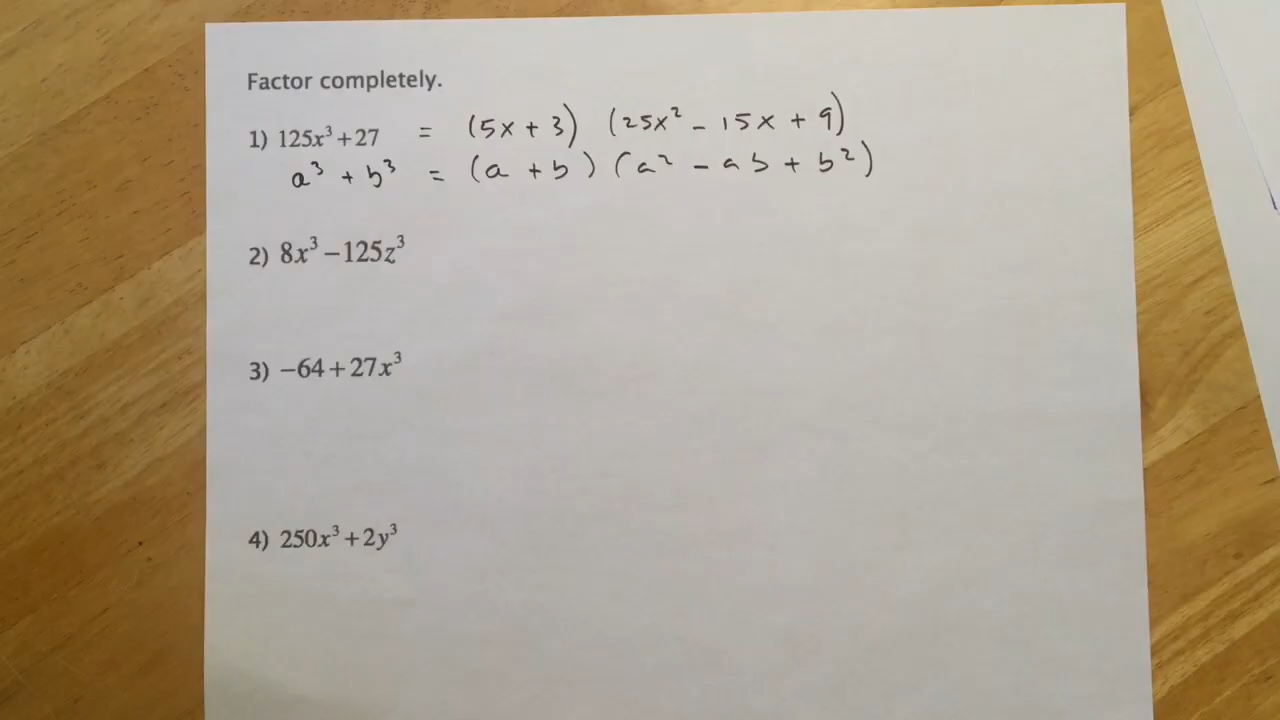 Factor completely.
1) 125x³+27 = (5x + 3) (25x² - 15x + 9)
a³ + b³ = (a + b) (a² - ab + b²)
2) 8x³−125z³
3) −64+27x³
4) 250x³+2y³